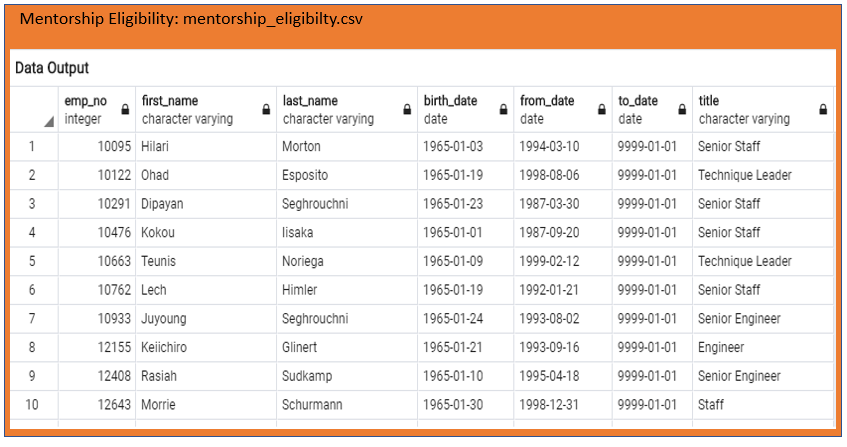 Mentorship Eligibility: mentorship_eligibilty.csv
Data Output
emp_no first_name last_name birth_date from_date to_date title
integer character varying character varying date date date character varying
1 10095 Hilari Morton 1965-01-03 1994-03-10 9999-01-01 Senior Staff
2 10122 Ohad Esposito 1965-01-19 1998-08-06 9999-01-01 Technique Leader
3 10291 Dipayan Seghrouchni 1965-01-23 1987-03-30 9999-01-01 Senior Staff
4 10476 Kokou Iisaka 1965-01-01 1987-09-20 9999-01-01 Senior Staff
5 10663 Teunis Noriega 1965-01-09 1999-02-12 9999-01-01 Technique Leader
6 10762 Lech Himler 1965-01-19 1992-01-21 9999-01-01 Senior Staff
7 10933 Juyoung Seghrouchni 1965-01-24 1993-08-02 9999-01-01 Senior Engineer
8 12155 Keiichiro Glinert 1965-01-21 1993-09-16 9999-01-01 Engineer
9 12408 Rasiah Sudkamp 1965-01-10 1995-04-18 9999-01-01 Senior Engineer
10 12643 Morrie Schurmann 1965-01-30 1998-12-31 9999-01-01 Staff